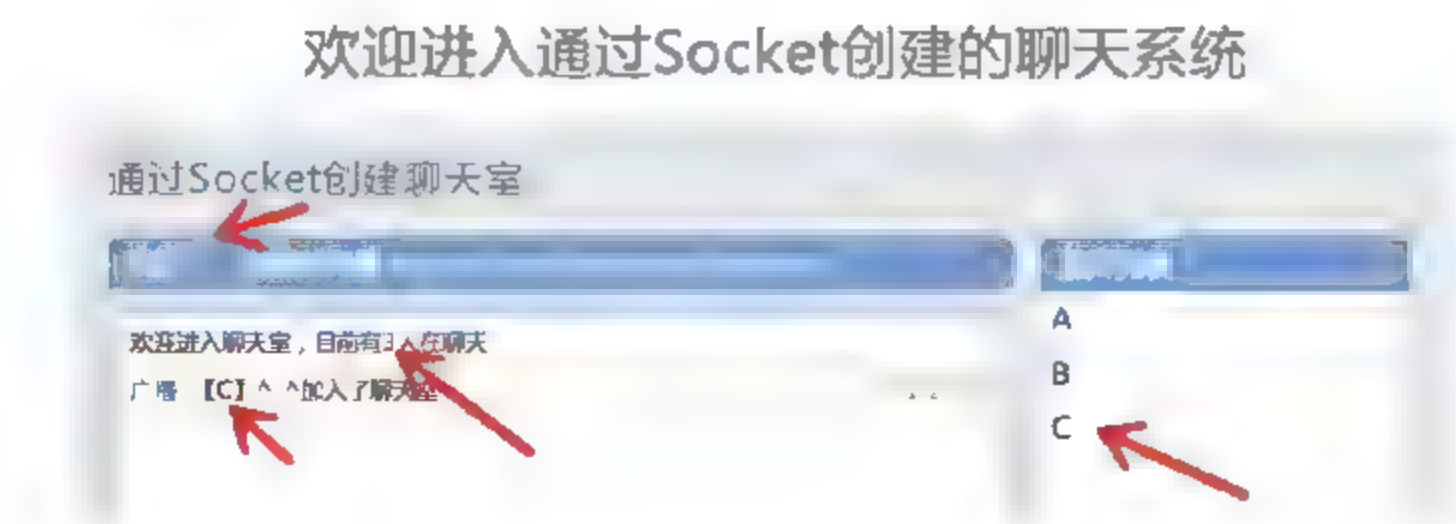 欢迎进入通过Socket创建的聊天系统
通过Socket创建聊天室
欢迎进入聊天室，目前有3人在聊天
广播 【C】^_^加入了聊天室
A
B
C